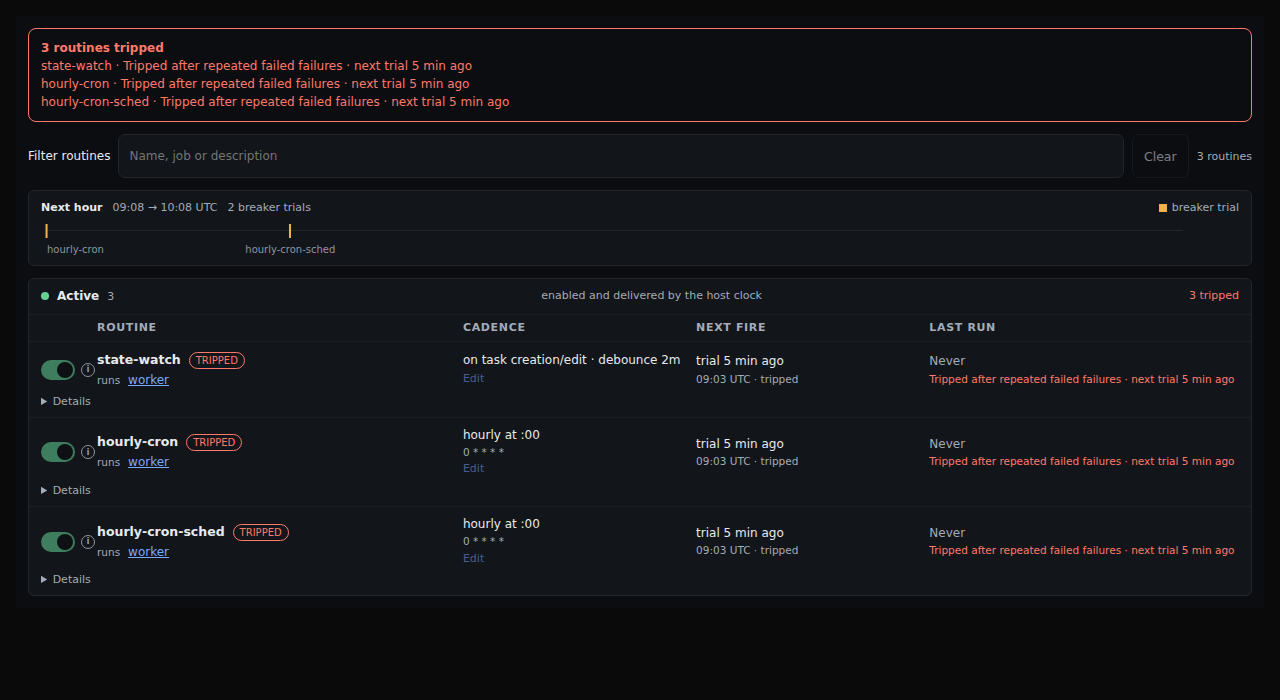 3 routines tripped
state-watch · Tripped after repeated failed failures · next trial 5 min ago
hourly-cron · Tripped after repeated failed failures · next trial 5 min ago
hourly-cron-sched · Tripped after repeated failed failures · next trial 5 min ago
Filter routines Name, job or description Clear 3 routines
Next hour 09:08 → 10:08 UTC 2 breaker trials breaker trial
hourly-cron hourly-cron-sched
Active 3 enabled and delivered by the host clock 3 tripped
ROUTINE CADENCE NEXT FIRE LAST RUN
state-watch TRIPPED on task creation/edit · debounce 2m trial 5 min ago Never
runs worker Edit 09:03 UTC · tripped Tripped after repeated failed failures · next trial 5 min ago
Details
hourly-cron TRIPPED hourly at :00 trial 5 min ago Never
0 * * * *
runs worker Edit 09:03 UTC · tripped Tripped after repeated failed failures · next trial 5 min ago
Details
hourly-cron-sched TRIPPED hourly at :00 trial 5 min ago Never
0 * * * *
runs worker Edit 09:03 UTC · tripped Tripped after repeated failed failures · next trial 5 min ago
Details